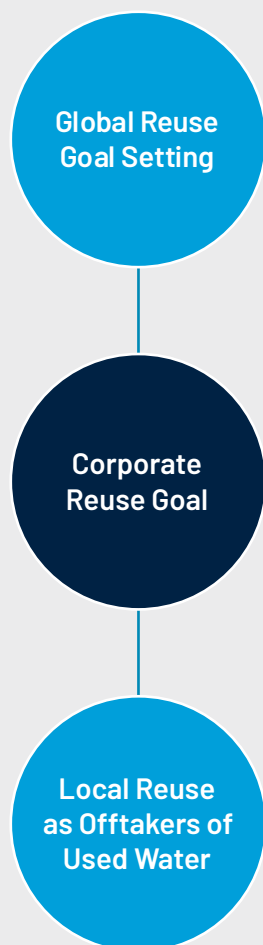 Global Reuse
Goal Setting
Corporate
Reuse Goal
Local Reuse
as Offtakers of
Used Water